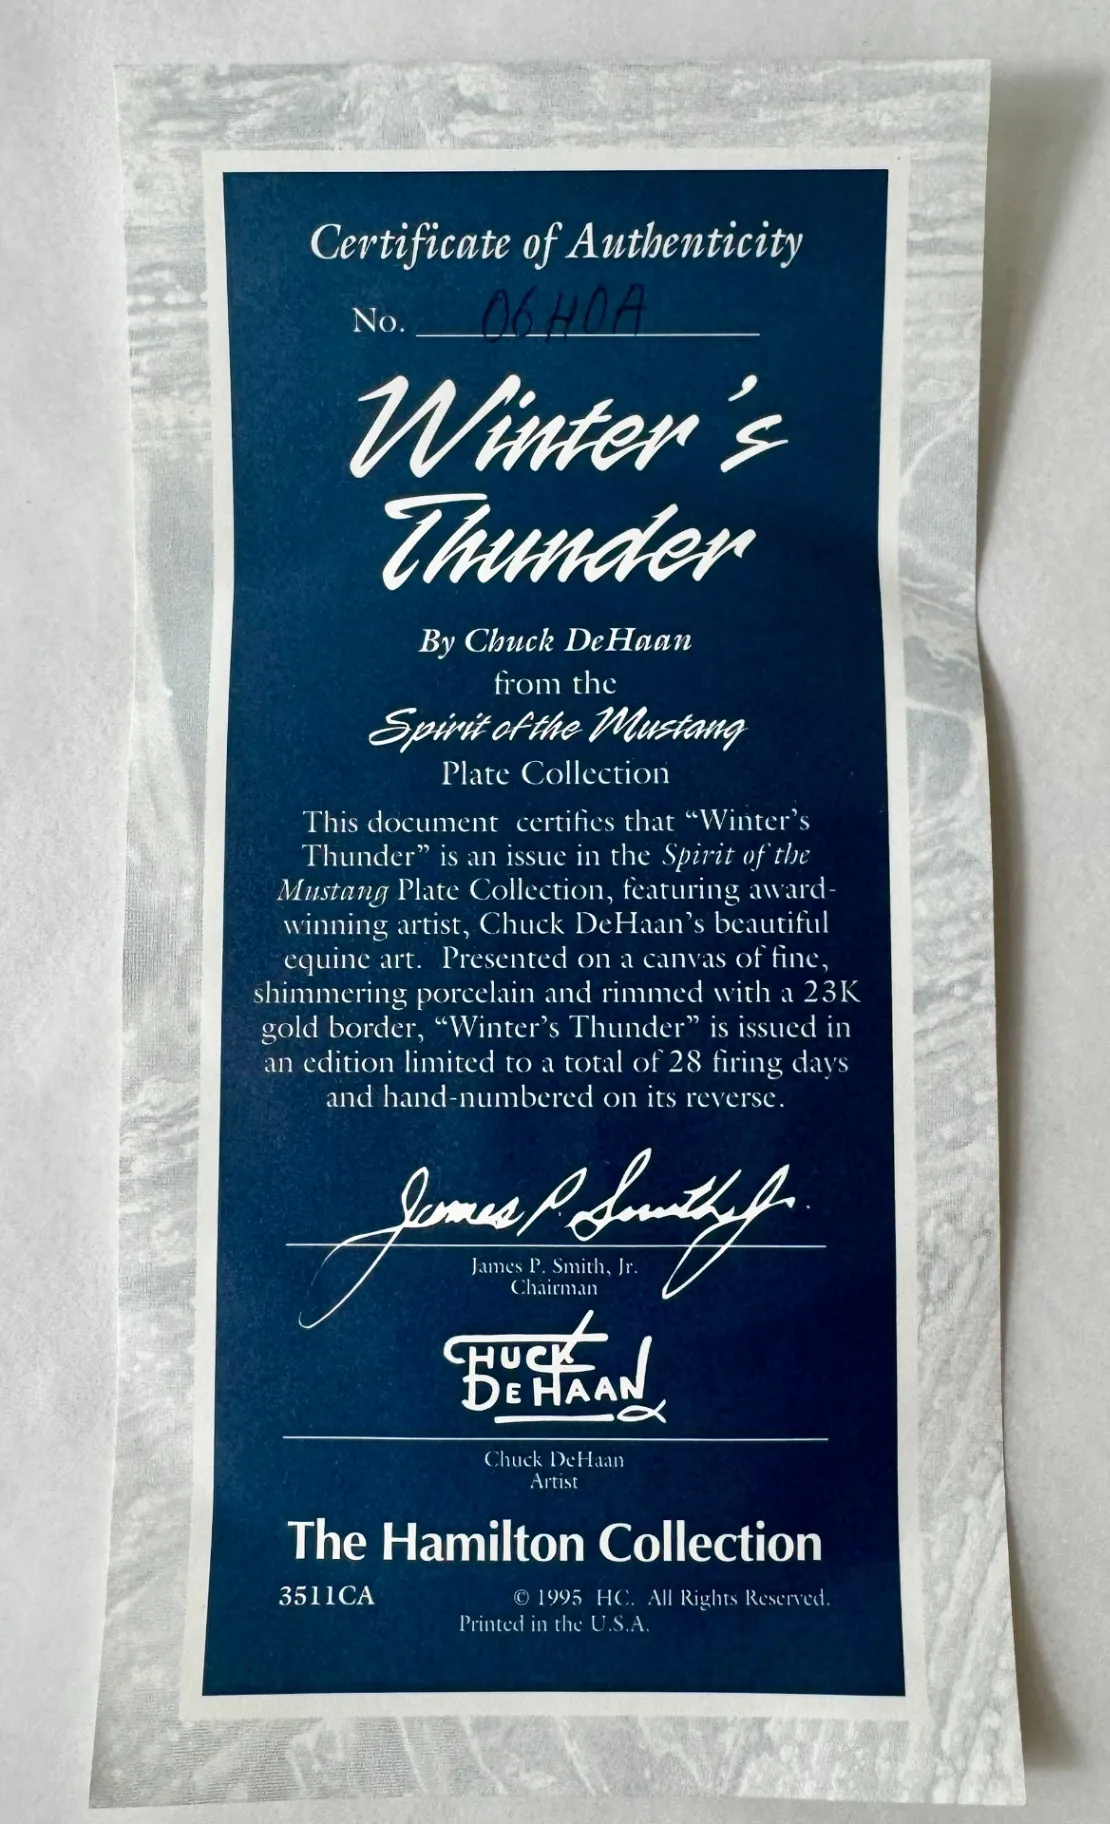 Certificate of Authenticity
No. 0640A
Winter's
Thunder
By Chuck DeHaan
from the
Spirit of the Mustang
Plate Collection
This document certifies that “Winter's
Thunder” is an issue in the Spirit of the
Mustang Plate Collection, featuring award-
winning artist, Chuck DeHaan's beautiful
equine art. Presented on a canvas of fine,
shimmering porcelain and rimmed with a 23K
gold border, “Winter's Thunder” is issued in
an edition limited to a total of 28 firing days
and hand-numbered on its reverse.
James P. Smith, Jr.
James P. Smith, Jr.
Chairman
CHUCK
DEHAAN
Chuck DeHaan
Artist
The Hamilton Collection
3511CA © 1995 HC. All Rights Reserved.
Printed in the U.S.A.